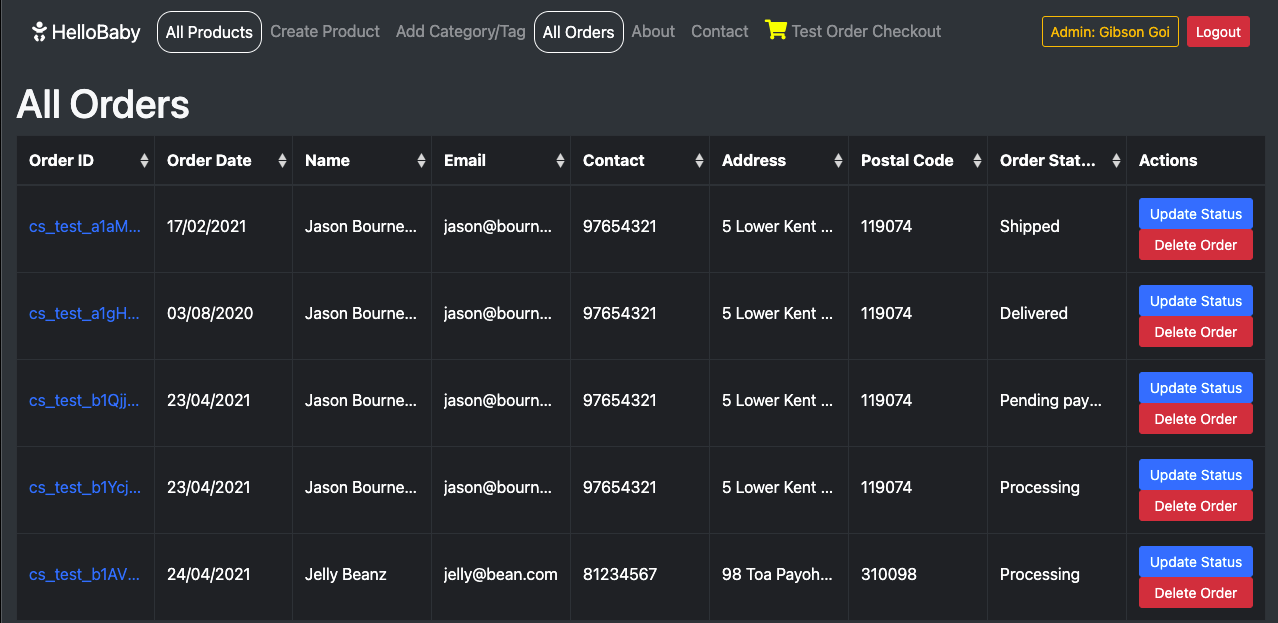 HelloBaby All Products Create Product Add Category/Tag All Orders About Contact Test Order Checkout Admin: Gibson Goi Logout
All Orders
Order ID Order Date Name Email Contact Address Postal Code Order Stat... Actions
cs_test_a1aM... 17/02/2021 Jason Bourne... jason@bourn... 97654321 5 Lower Kent ... 119074 Shipped Update Status
Delete Order
cs_test_a1gH... 03/08/2020 Jason Bourne... jason@bourn... 97654321 5 Lower Kent ... 119074 Delivered Update Status
Delete Order
cs_test_b1Qjj... 23/04/2021 Jason Bourne... jason@bourn... 97654321 5 Lower Kent ... 119074 Pending pay... Update Status
Delete Order
cs_test_b1Ycj... 23/04/2021 Jason Bourne... jason@bourn... 97654321 5 Lower Kent ... 119074 Processing Update Status
Delete Order
cs_test_b1AV... 24/04/2021 Jelly Beanz jelly@bean.com 81234567 98 Toa Payoh... 310098 Processing Update Status
Delete Order